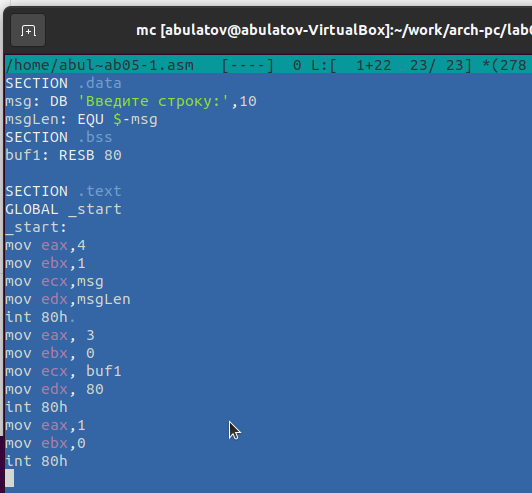 mc [abulatov@abulatov-VirtualBox]:~/work/arch-pc/lab0
/home/abul~ab05-1.asm [----] 0 L:[ 1+22 23/ 23] *(278
SECTION .data
msg: DB 'Введите строку:',10
msgLen: EQU $-msg
SECTION .bss
buf1: RESB 80
SECTION .text
GLOBAL _start
_start:
mov eax,4
mov ebx,1
mov ecx,msg
mov edx,msgLen
int 80h.
mov eax, 3
mov ebx, 0
mov ecx, buf1
mov edx, 80
int 80h
mov eax,1
mov ebx,0
int 80h